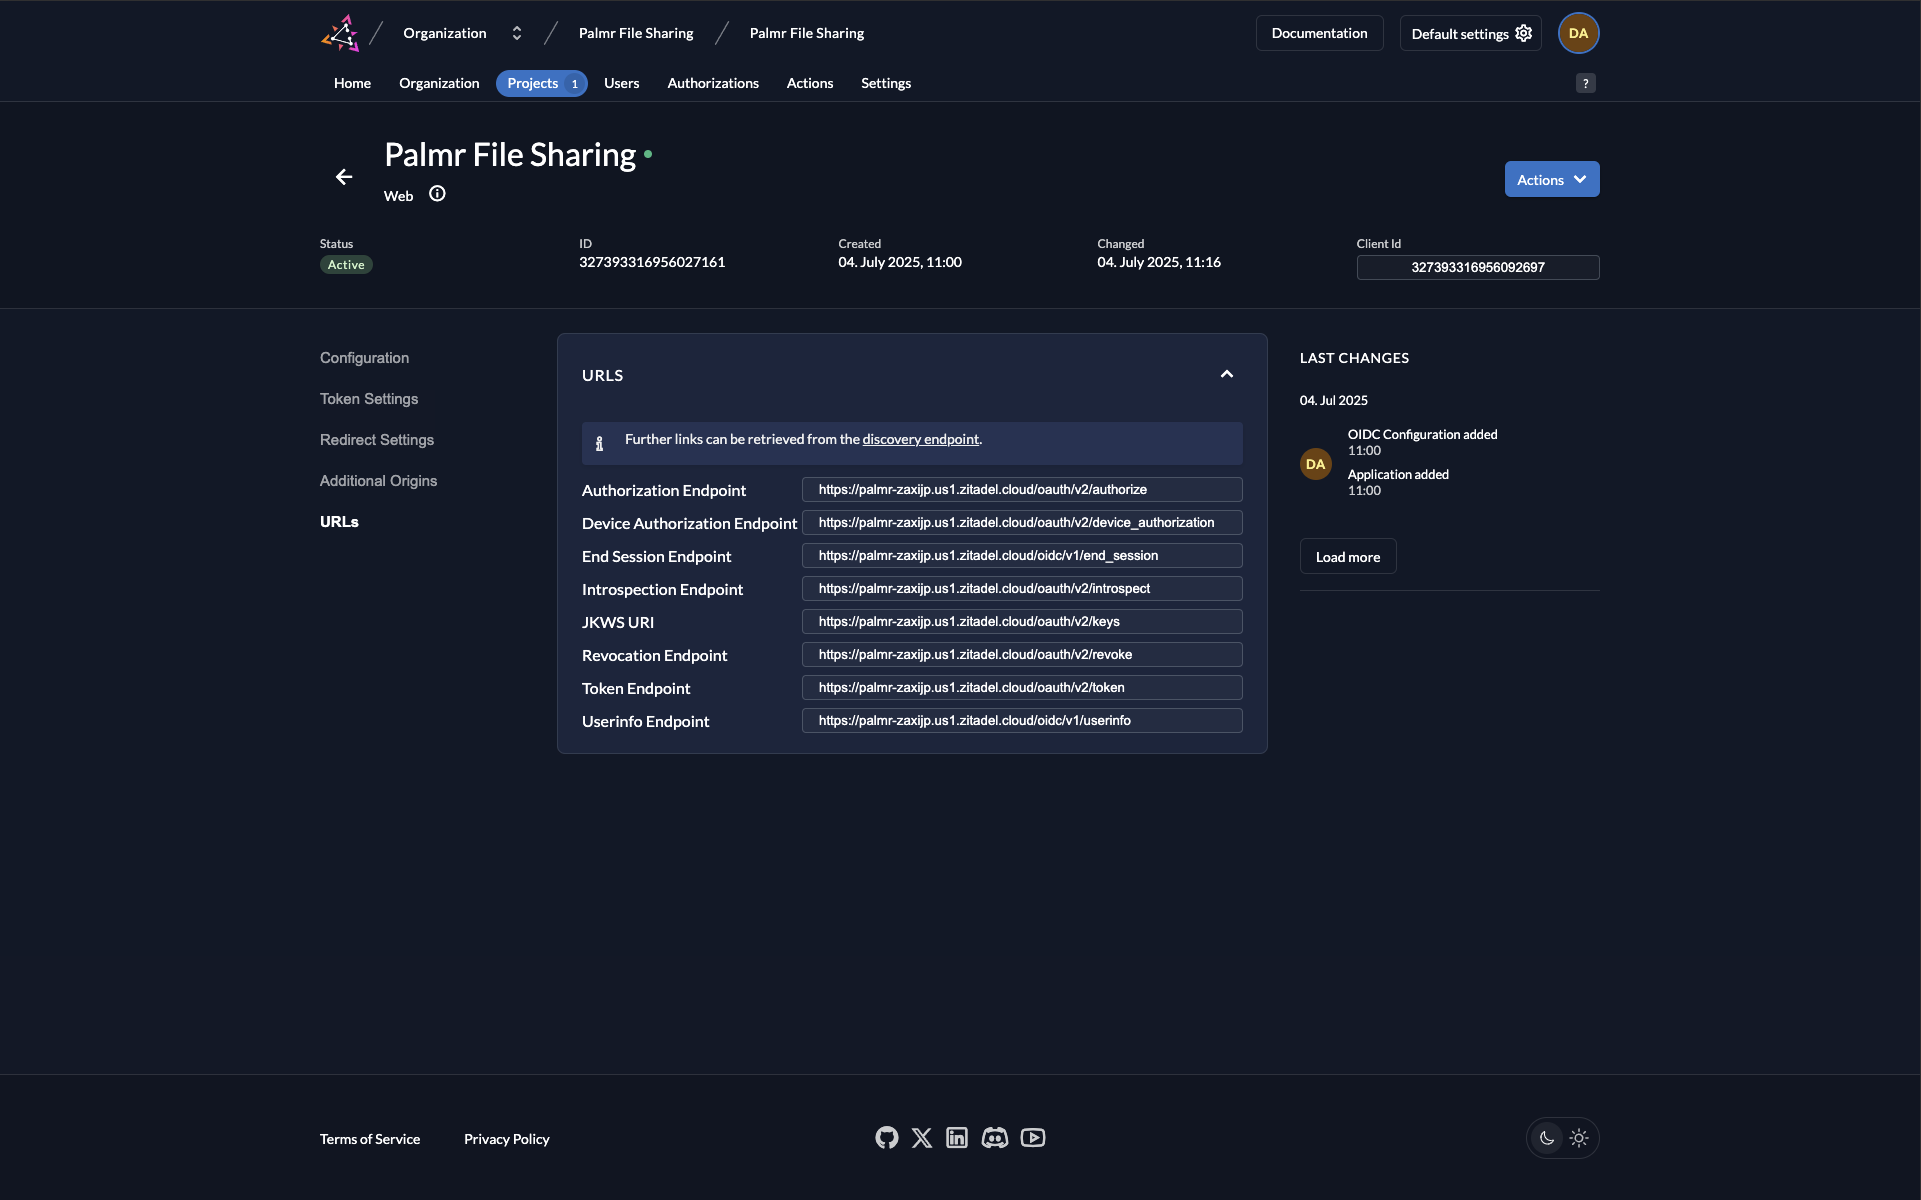 Organization
Palmr File Sharing
Palmr File Sharing
Documentation
Default settings
DA
Home
Organization
Projects 1
Users
Authorizations
Actions
Settings
?
Palmr File Sharing
Web
Actions
Status
Active
ID
327393316956027161
Created
04. July 2025, 11:00
Changed
04. July 2025, 11:16
Client Id
327393316956092697
Configuration
Token Settings
Redirect Settings
Additional Origins
URLs
URLS
Further links can be retrieved from the discovery endpoint.
Authorization Endpoint
https://palmr-zaxijp.us1.zitadel.cloud/oauth/v2/authorize
Device Authorization Endpoint
https://palmr-zaxijp.us1.zitadel.cloud/oauth/v2/device_authorization
End Session Endpoint
https://palmr-zaxijp.us1.zitadel.cloud/oidc/v1/end_session
Introspection Endpoint
https://palmr-zaxijp.us1.zitadel.cloud/oauth/v2/introspect
JKWS URI
https://palmr-zaxijp.us1.zitadel.cloud/oauth/v2/keys
Revocation Endpoint
https://palmr-zaxijp.us1.zitadel.cloud/oauth/v2/revoke
Token Endpoint
https://palmr-zaxijp.us1.zitadel.cloud/oauth/v2/token
Userinfo Endpoint
https://palmr-zaxijp.us1.zitadel.cloud/oidc/v1/userinfo
LAST CHANGES
04. Jul 2025
DA
OIDC Configuration added
11:00
Application added
11:00
Load more
Terms of Service
Privacy Policy